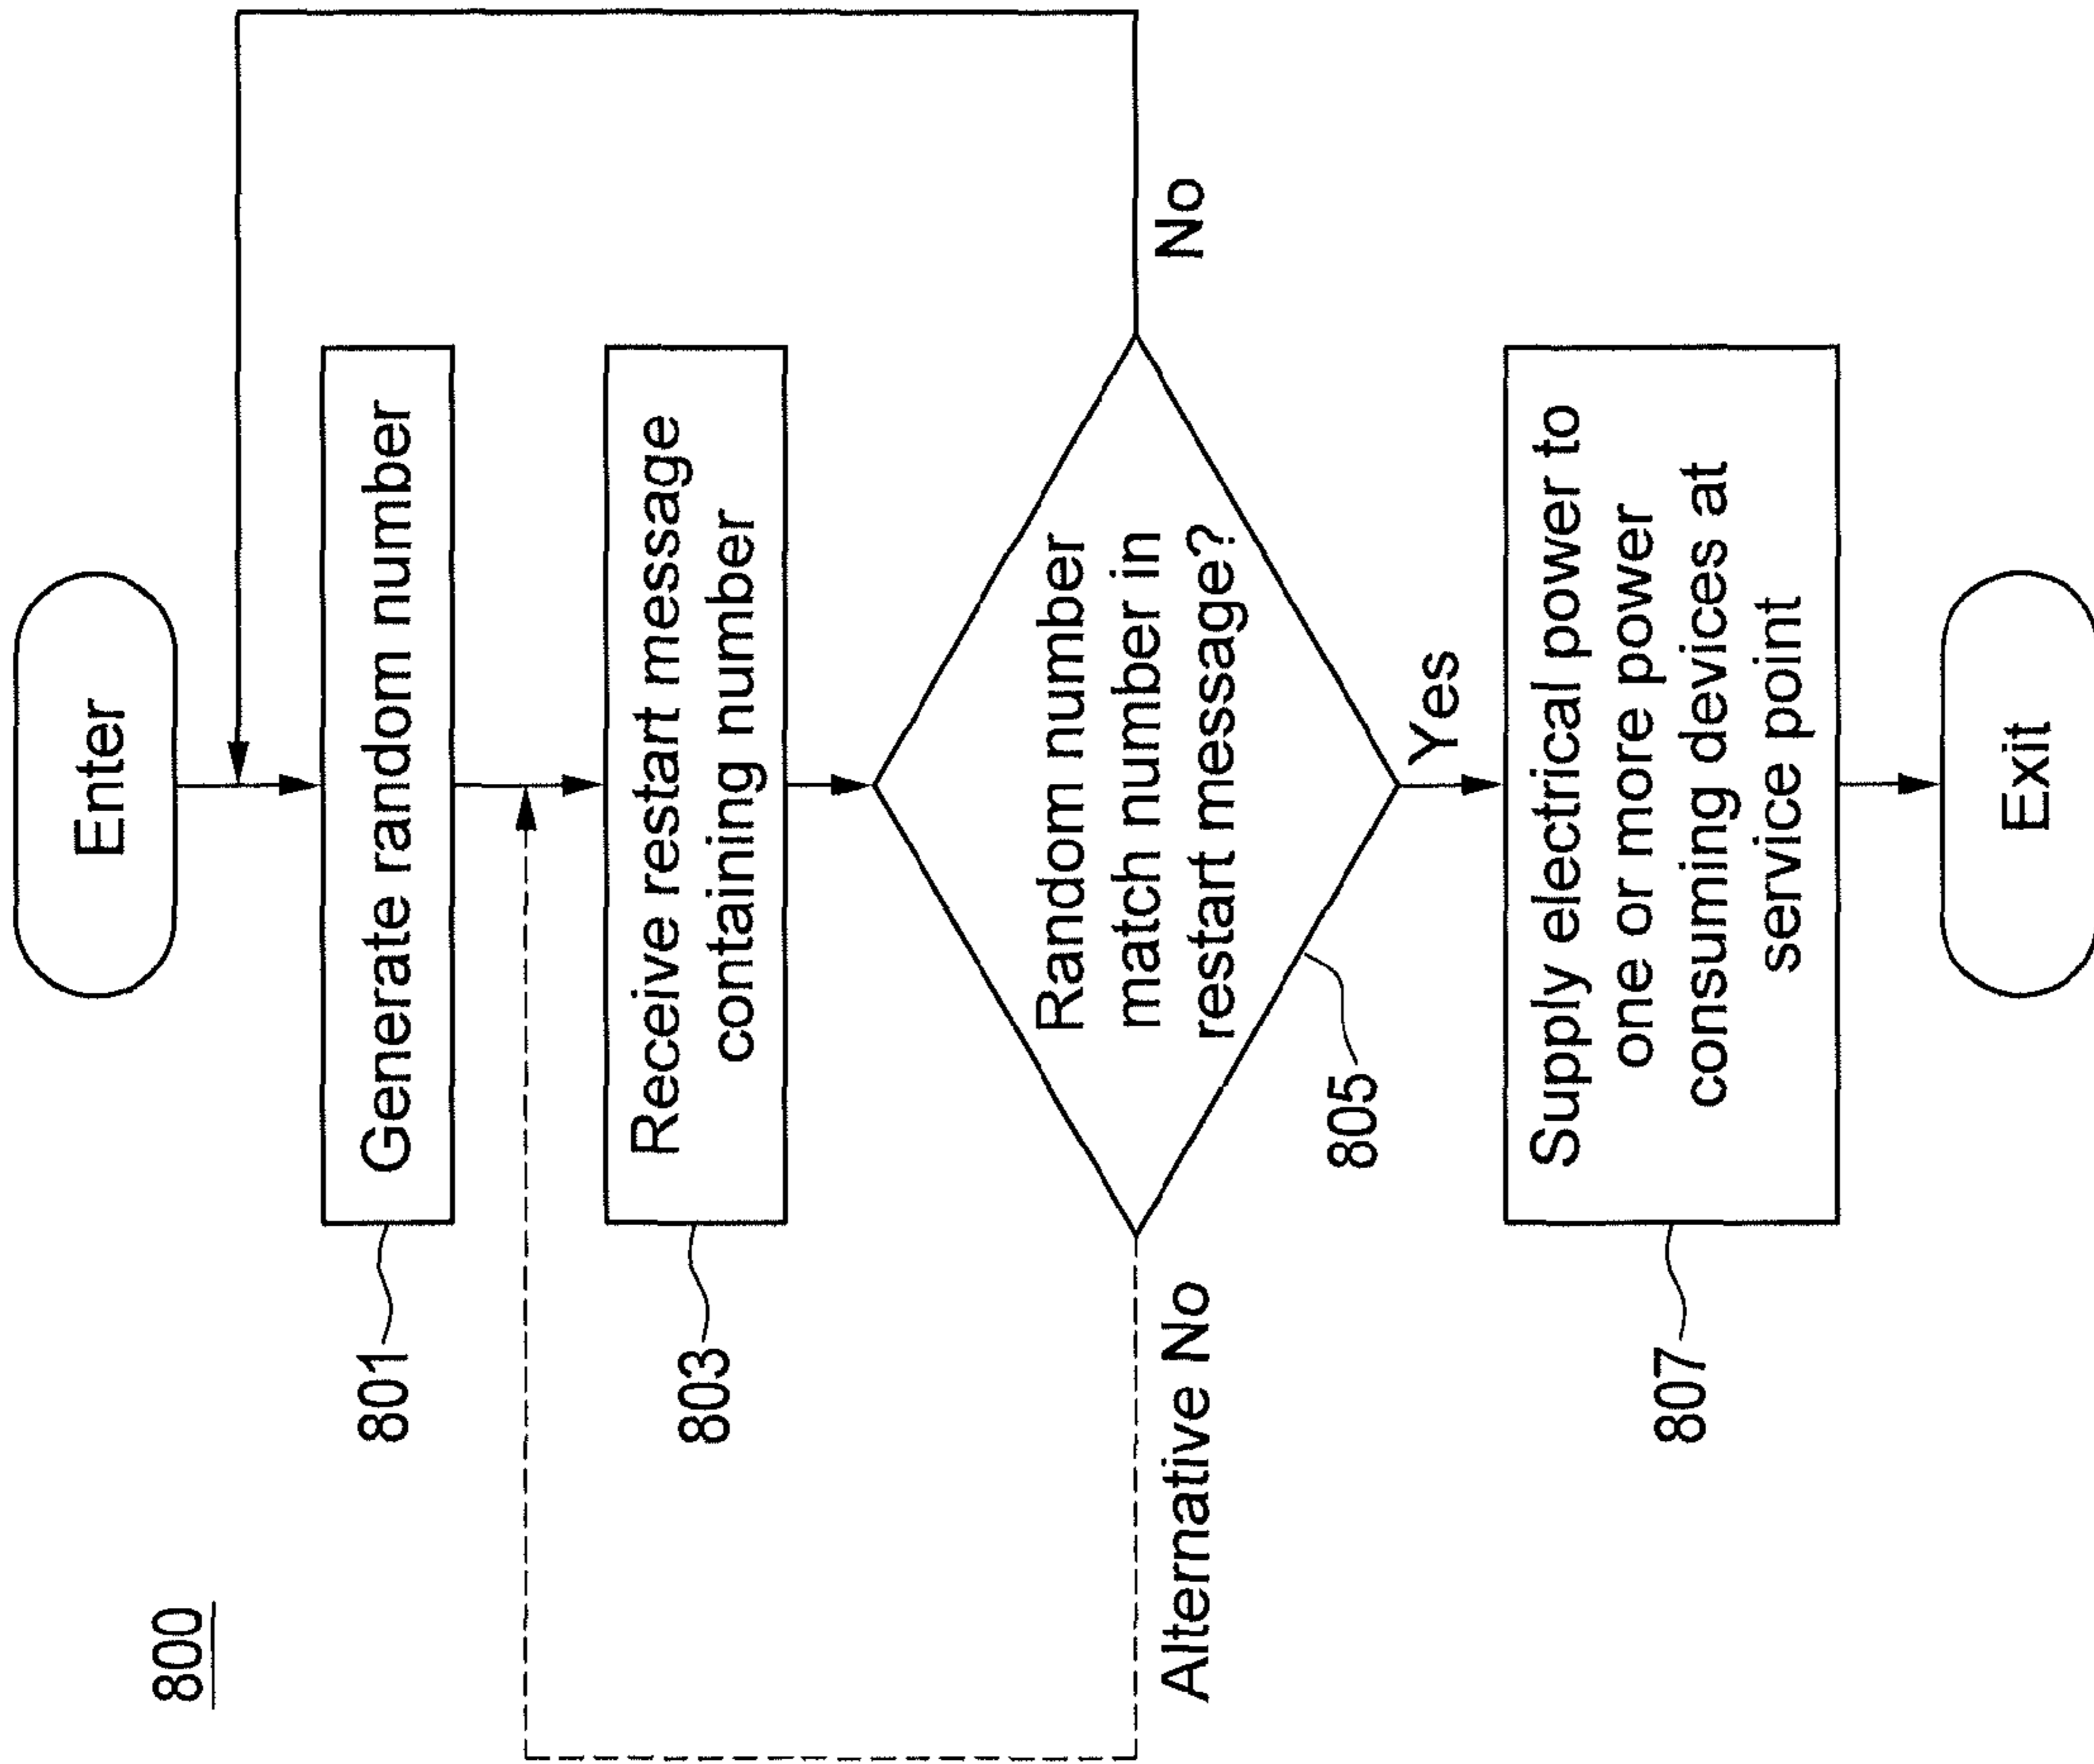 800
Enter
801
Generate random number
803
Receive restart message
containing number
Random number
match number in
restart message?
805
No
Alternative No
Yes
807
Supply electrical power to
one or more power
consuming devices at
service point
Exit